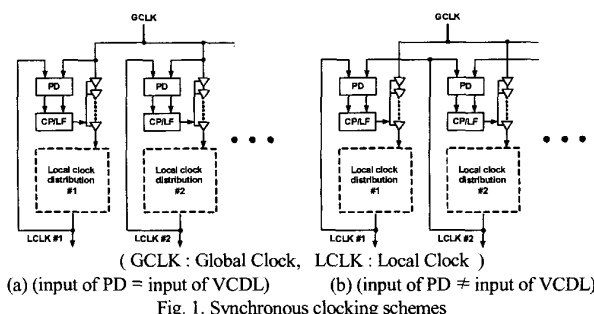 GCLK
GCLK
PD
PD
PD
PD
CP/LF
CP/LF
CP/LF
CP/LF
Local clock
distribution
#1
Local clock
distribution
#2
Local clock
distribution
#1
Local clock
distribution
#2
LCLK #1
LCLK #2
LCLK #1
LCLK #2
( GCLK : Global Clock, LCLK : Local Clock )
(a) (input of PD = input of VCDL) (b) (input of PD ≠ input of VCDL)
Fig. 1. Synchronous clocking schemes